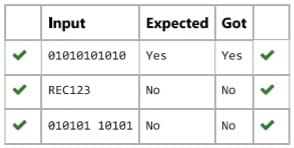 Input Expected Got
01010101010 Yes Yes
REC123 No No
010101 10101 No No